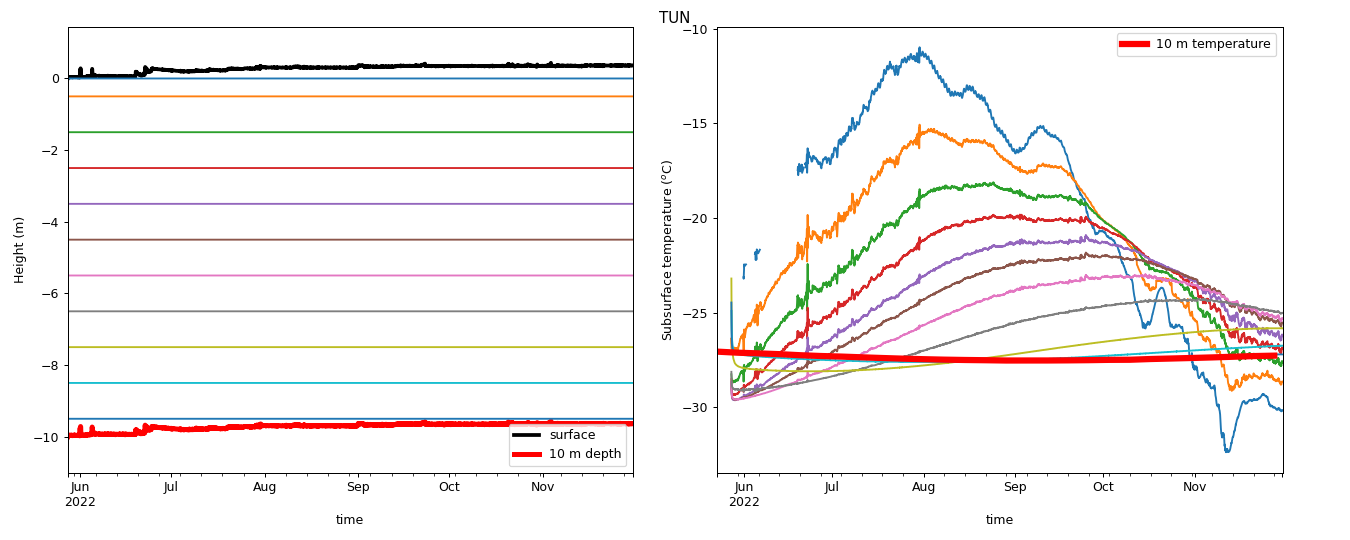 TUN
0
−2
−4
−6
−8
−10
Height (m)
surface
10 m depth
Jun
2022
Jul
Aug
Sep
Oct
Nov
time
−10
−15
−20
−25
−30
Subsurface temperature (°C)
10 m temperature
Jun
2022
Jul
Aug
Sep
Oct
Nov
time